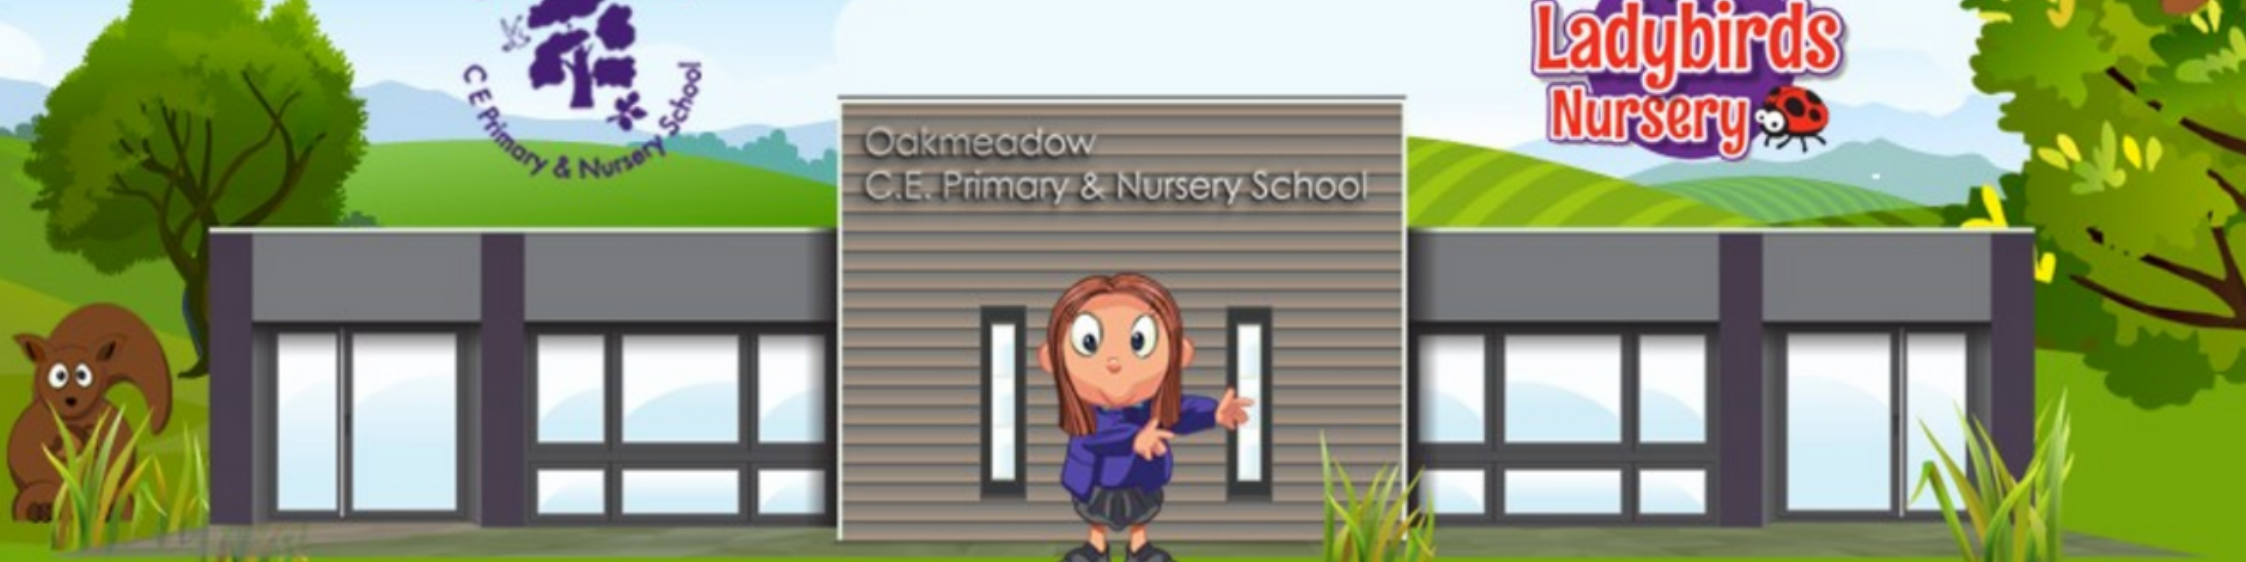 C E Primary & Nursery School
Oakmeadow
C.E. Primary & Nursery School
Ladybirds
Nursery